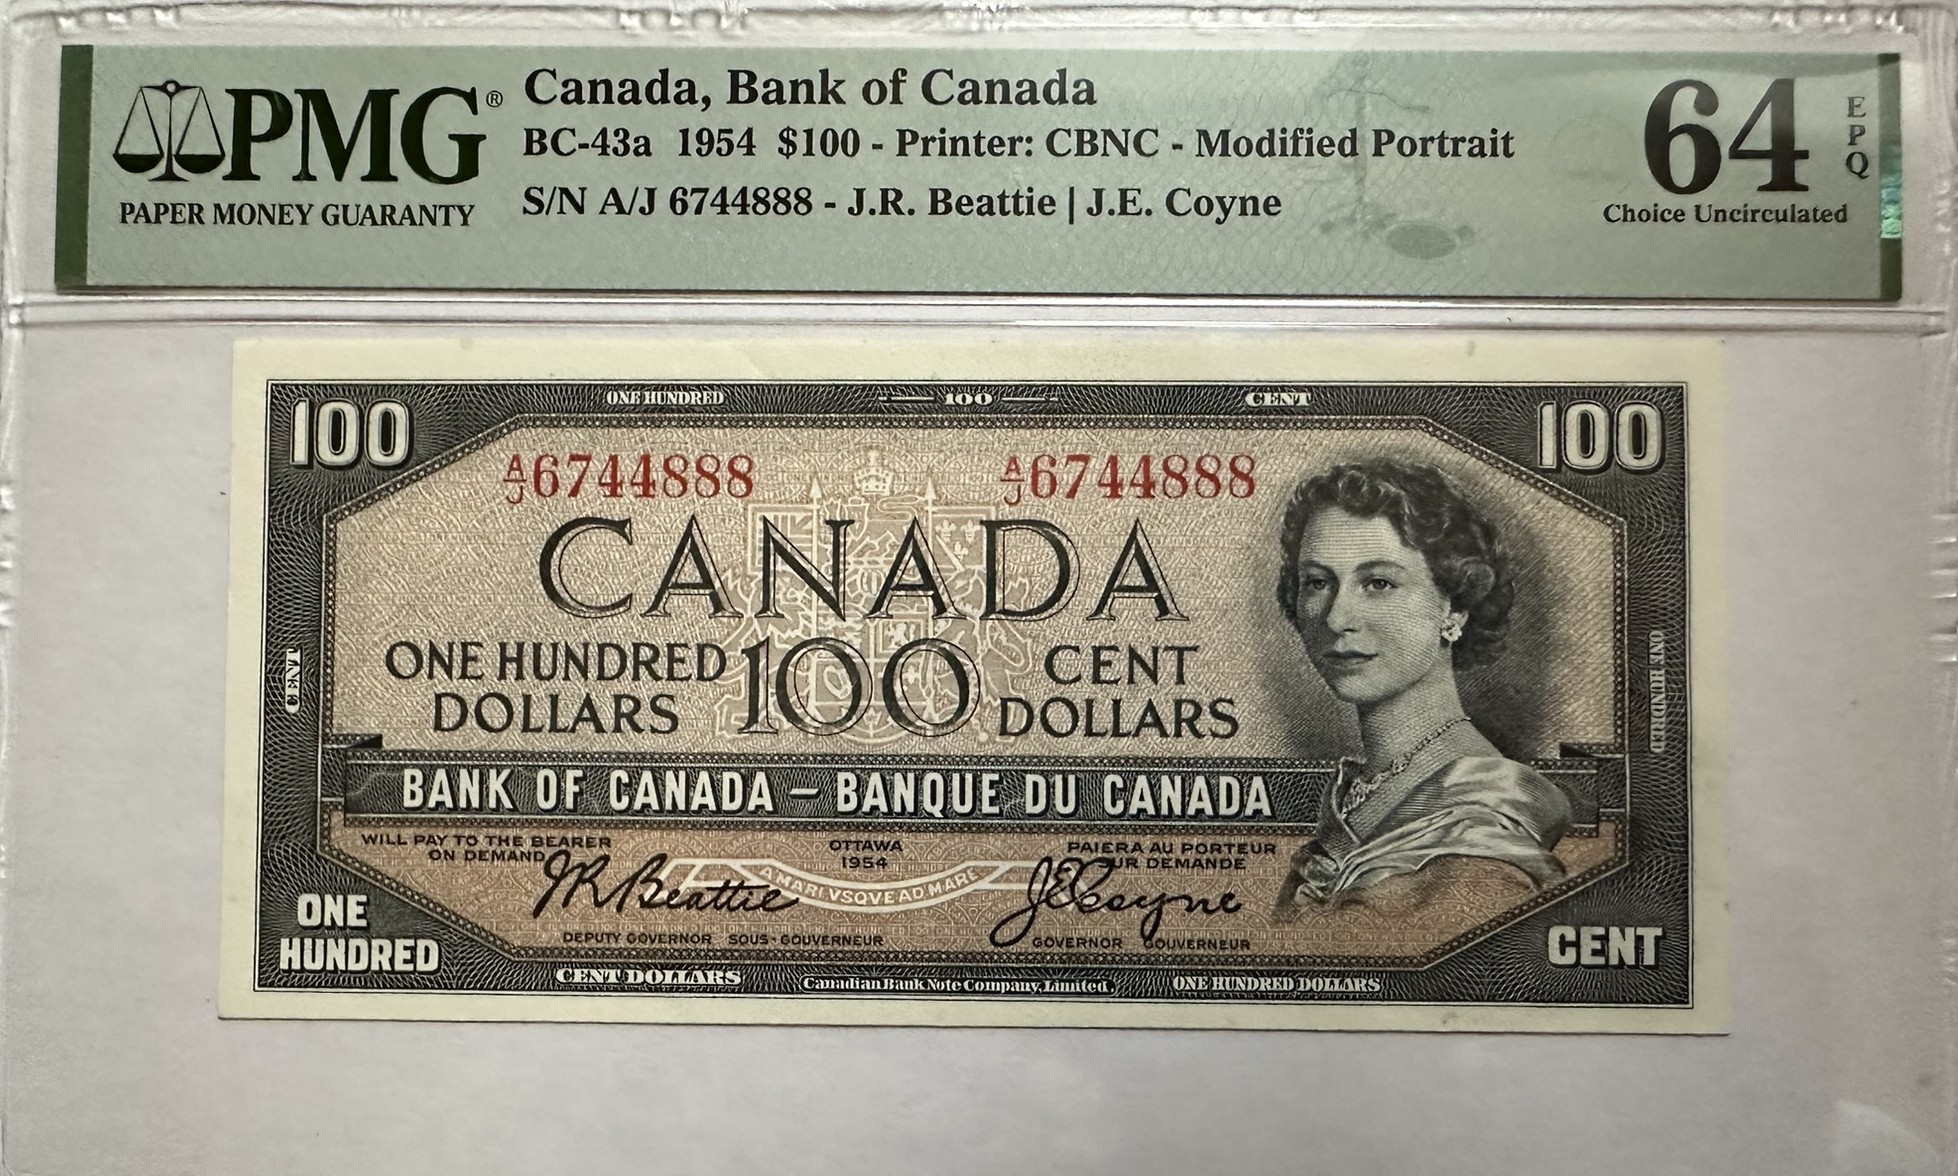 PMG®
PAPER MONEY GUARANTY
Canada, Bank of Canada
BC-43a 1954 $100 - Printer: CBNC - Modified Portrait
S/N A/J 6744888 - J.R. Beattie | J.E. Coyne
64 EPQ
Choice Uncirculated
ONE HUNDRED 100 CENT
100 100
A/J 6744888 A/J 6744888
CANADA
ONE HUNDRED DOLLARS
100
CENT DOLLARS
CENT
ONE HUNDRED
BANK OF CANADA – BANQUE DU CANADA
WILL PAY TO THE BEARER
ON DEMAND
OTTAWA
1954
PAIERA AU PORTEUR
SUR DEMANDE
A MARI VSQVE AD MARE
JRBeattie
JECoyne
DEPUTY GOVERNOR SOUS-GOUVERNEUR
GOVERNOR GOUVERNEUR
ONE
HUNDRED
CENT
CENT DOLLARS
Canadian Bank Note Company, Limited.
ONE HUNDRED DOLLARS